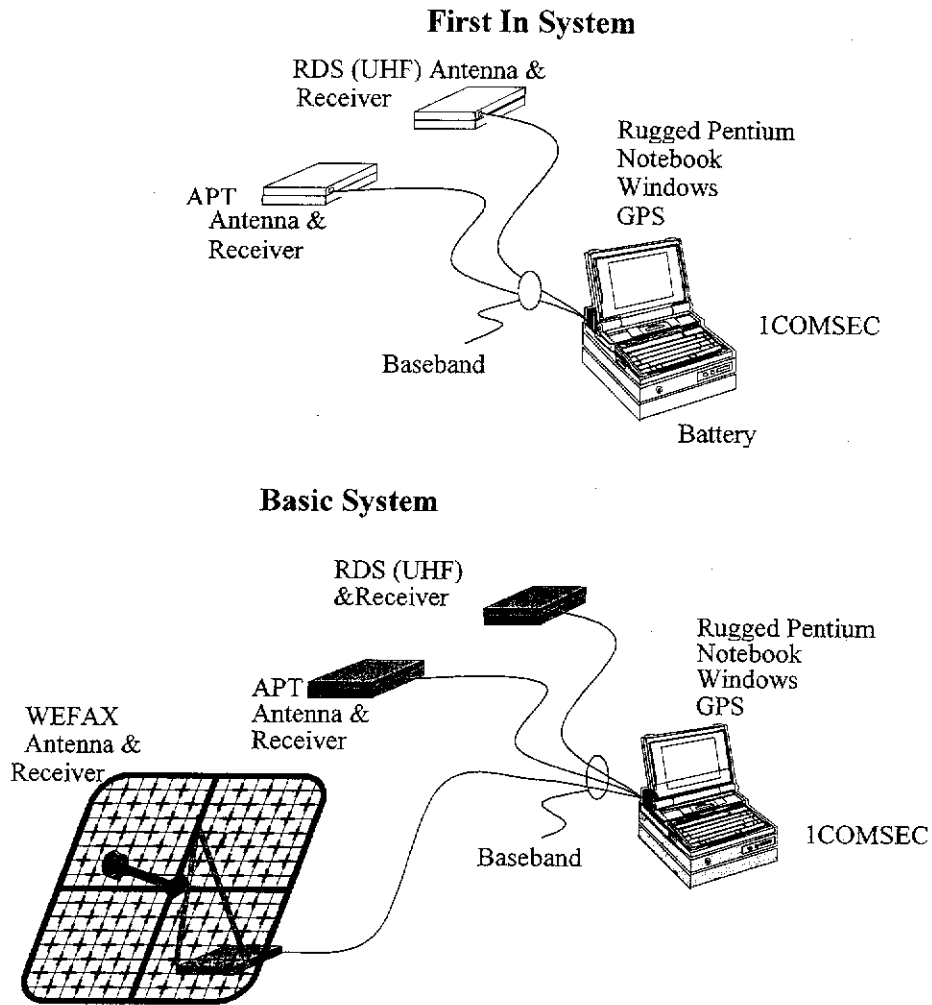 First In System
RDS (UHF) Antenna &
Receiver
Rugged Pentium
Notebook
Windows
GPS
APT
Antenna &
Receiver
1COMSEC
Baseband
Battery
Basic System
RDS (UHF)
&Receiver
Rugged Pentium
Notebook
Windows
GPS
APT
Antenna &
Receiver
WEFAX
Antenna &
Receiver
1COMSEC
Baseband